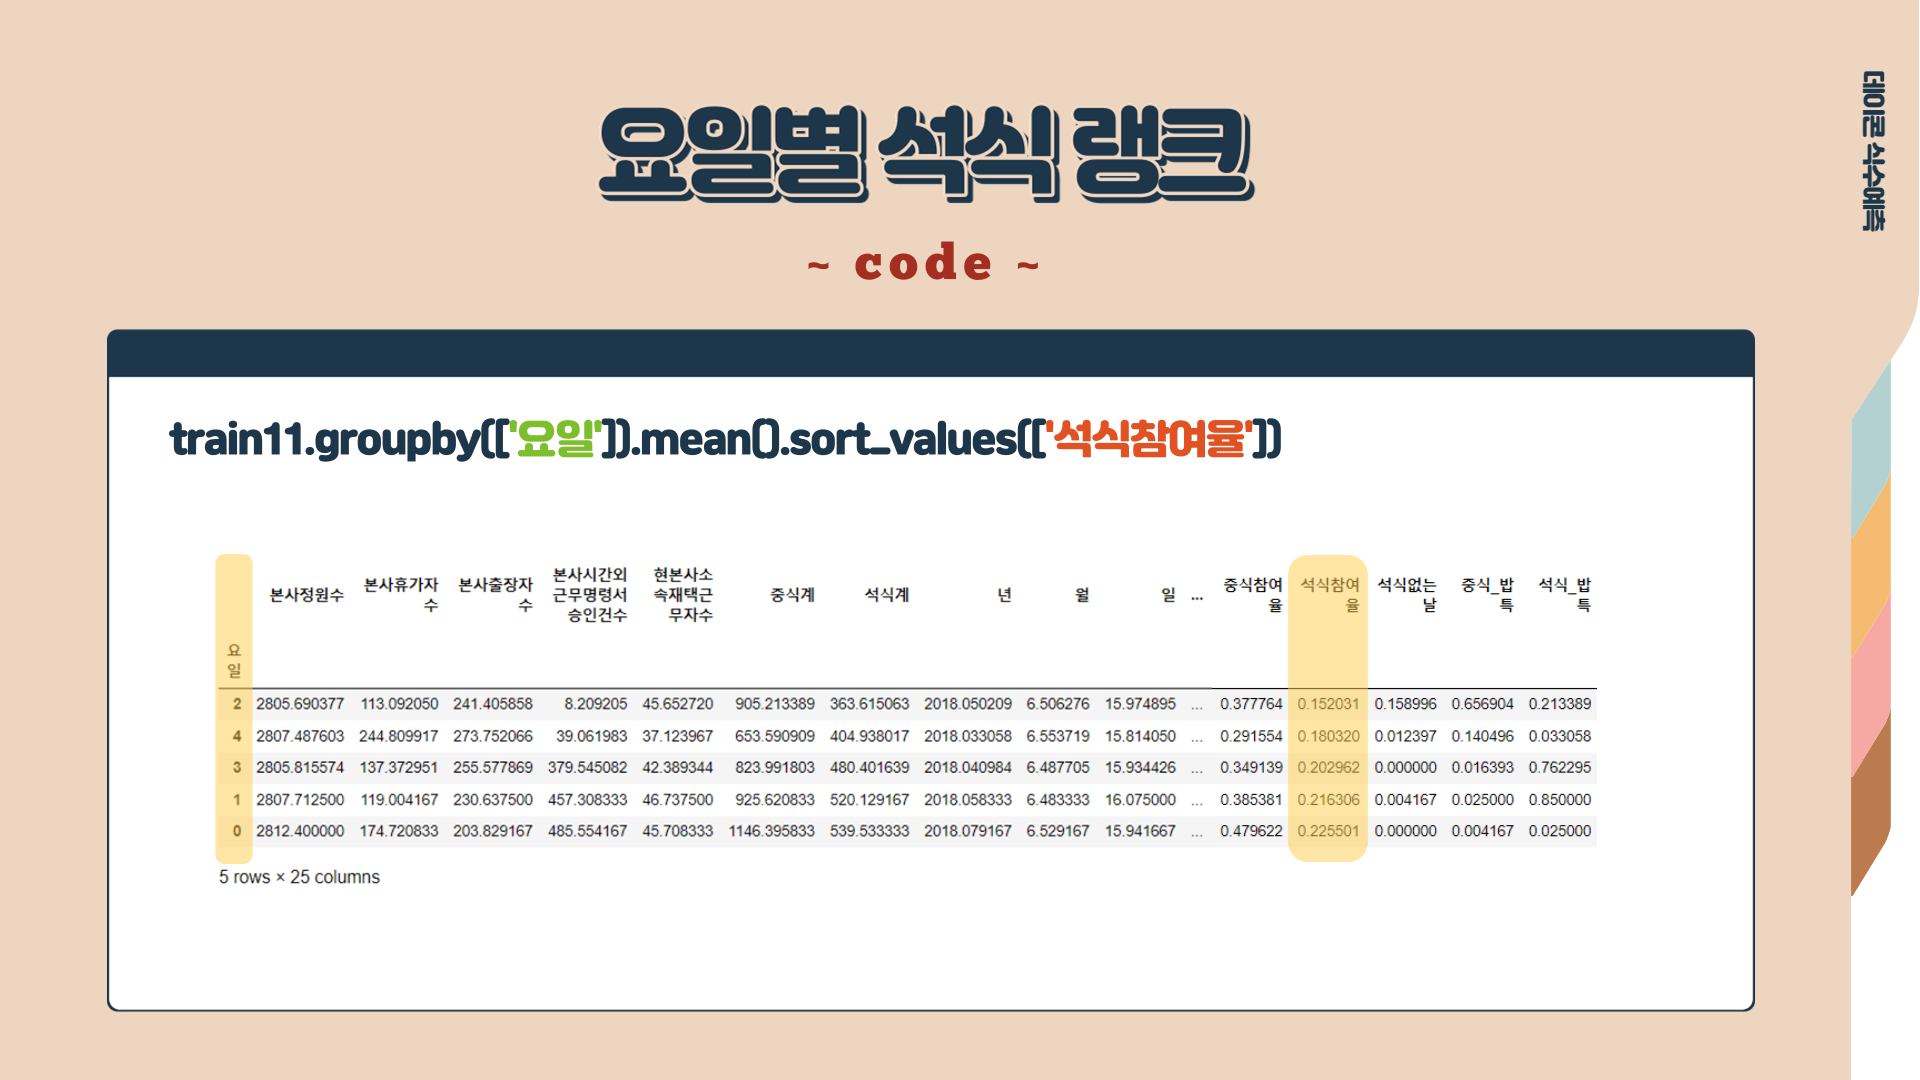 요일별 석식 랭크
~ code ~
데이콘 식수예측
train11.groupby(['요일']).mean().sort_values(['석식참여율'])
본사정원수 본사휴가자수 본사출장자수 본사시간외근무명령서승인건수 현본사소속재택근무자수 중식계 석식계 년 월 일 ... 중식참여율 석식참여율 석식없는날 중식_밥특 석식_밥특
요일
2 2805.690377 113.092050 241.405858 8.209205 45.652720 905.213389 363.615063 2018.050209 6.506276 15.974895 ... 0.377764 0.152031 0.158996 0.656904 0.213389
4 2807.487603 244.809917 273.752066 39.061983 37.123967 653.590909 404.938017 2018.033058 6.553719 15.814050 ... 0.291554 0.180320 0.012397 0.140496 0.033058
3 2805.815574 137.372951 255.577869 379.545082 42.389344 823.991803 480.401639 2018.040984 6.487705 15.934426 ... 0.349139 0.202962 0.000000 0.016393 0.762295
1 2807.712500 119.004167 230.637500 457.308333 46.737500 925.620833 520.129167 2018.058333 6.483333 16.075000 ... 0.385381 0.216306 0.004167 0.025000 0.850000
0 2812.400000 174.720833 203.829167 485.554167 45.708333 1146.395833 539.533333 2018.079167 6.529167 15.941667 ... 0.479622 0.225501 0.000000 0.004167 0.025000
5 rows × 25 columns